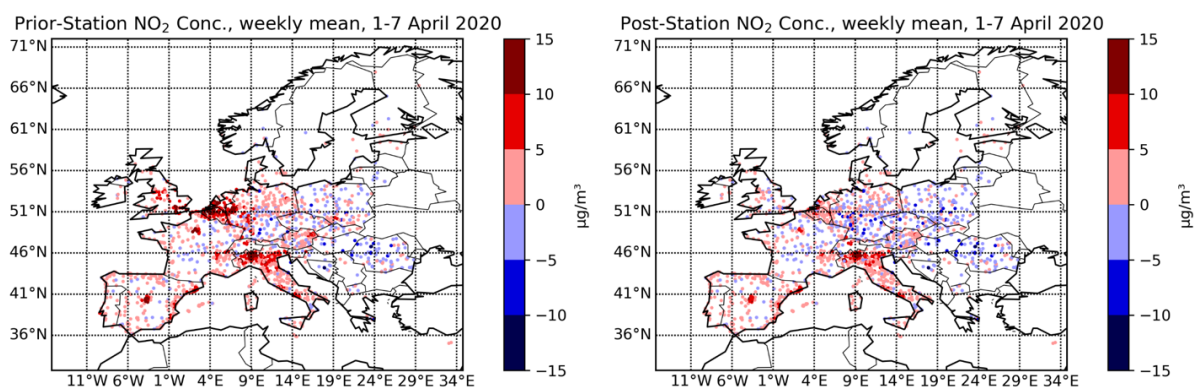 Prior-Station NO₂ Conc., weekly mean, 1-7 April 2020
71°N
66°N
61°N
56°N
51°N
46°N
41°N
36°N
11°W 6°W 1°W 4°E 9°E 14°E 19°E 24°E 29°E 34°E
15
10
5
0
−5
−10
−15
μg/m³
Post-Station NO₂ Conc., weekly mean, 1-7 April 2020
71°N
66°N
61°N
56°N
51°N
46°N
41°N
36°N
11°W 6°W 1°W 4°E 9°E 14°E 19°E 24°E 29°E 34°E
15
10
5
0
−5
−10
−15
μg/m³